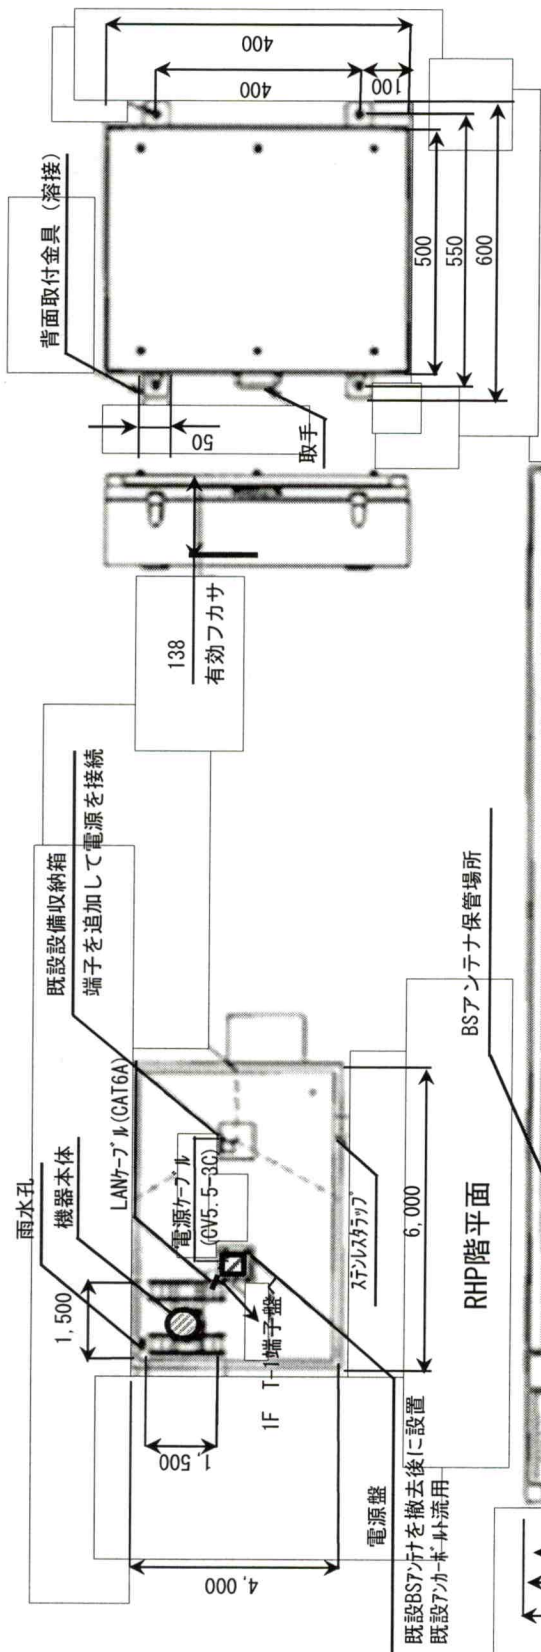 雨水孔
機器本体
LANケーブル(CAT6A)
既設設備収納箱
端子を追加して電源を接続
1,500
電源ケーブル
(CV5.5-3C)
1,500
1F T-1端子盤
ステンレスタラップ
4,000
6,000
電源盤
既設BSアンテナを撤去後に設置
既設アンカーボルト流用
RHP階平面
BSアンテナ保管場所
138
有効フカサ
背面取付金具（溶接）
50
取手
400
400
100
500
550
600